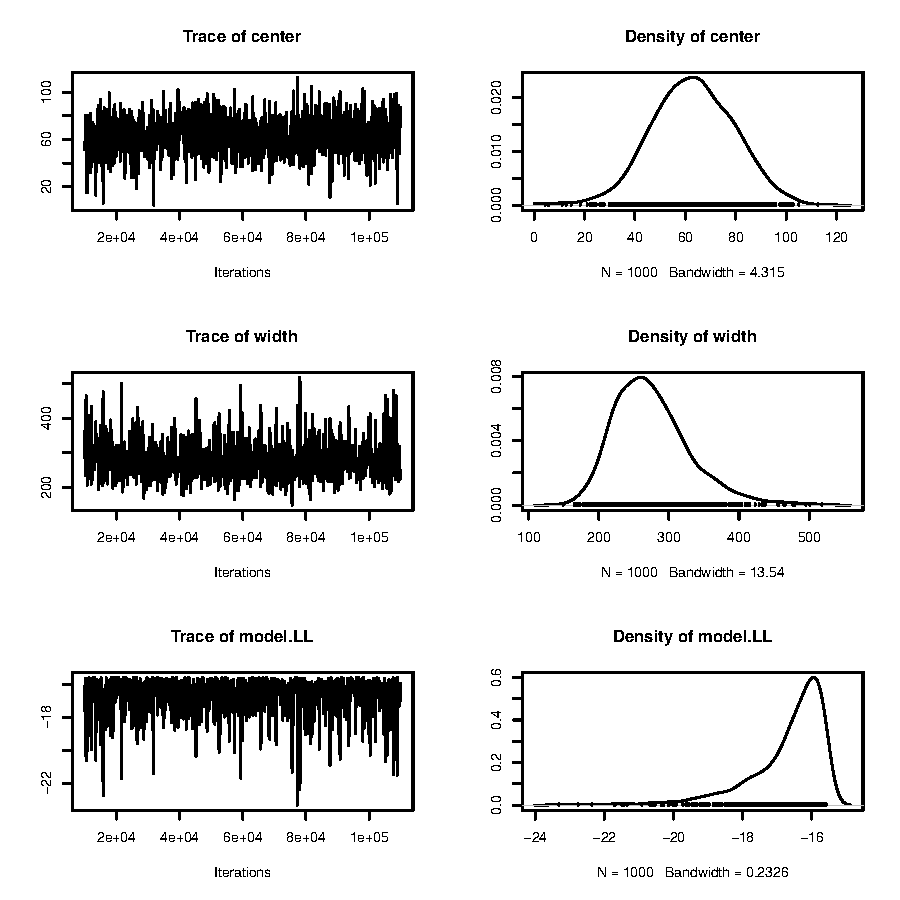 Trace of center
100
60
20
2e+04 4e+04 6e+04 8e+04 1e+05
Iterations
Density of center
0.020
0.010
0.000
0 20 40 60 80 100 120
N = 1000 Bandwidth = 4.315
Trace of width
400
200
2e+04 4e+04 6e+04 8e+04 1e+05
Iterations
Density of width
0.008
0.004
0.000
100 200 300 400 500
N = 1000 Bandwidth = 13.54
Trace of model.LL
−18
−22
2e+04 4e+04 6e+04 8e+04 1e+05
Iterations
Density of model.LL
0.6
0.4
0.2
0.0
−24 −22 −20 −18 −16
N = 1000 Bandwidth = 0.2326